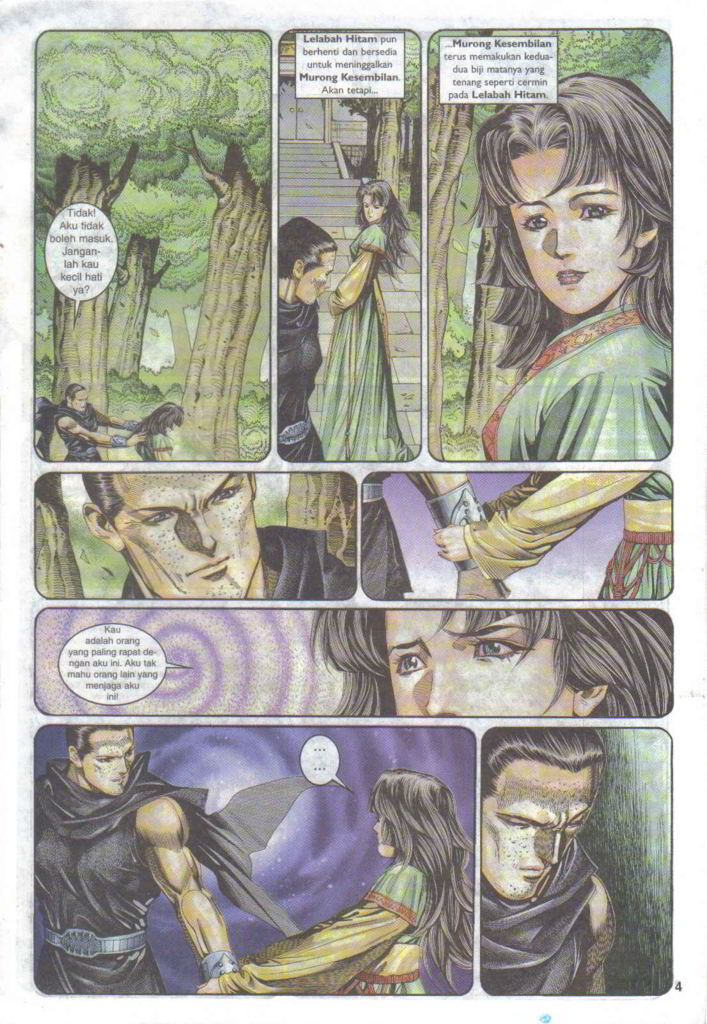 Tidak!
Aku tidak
boleh masuk.
Jangan-
lah kau
kecil hati
ya?
Lelabah Hitam pun
berhenti dan bersedia
untuk meninggalkan
Murong Kesembilan.
Akan tetapi...
...Murong Kesembilan
terus memakukan kedua-
dua biji matanya yang
tenang seperti cermin
pada Lelabah Hitam.
Kau
adalah orang
yang paling rapat de-
ngan aku ini. Aku tak
mahu orang lain yang
menjaga aku
ini!
...
...
4